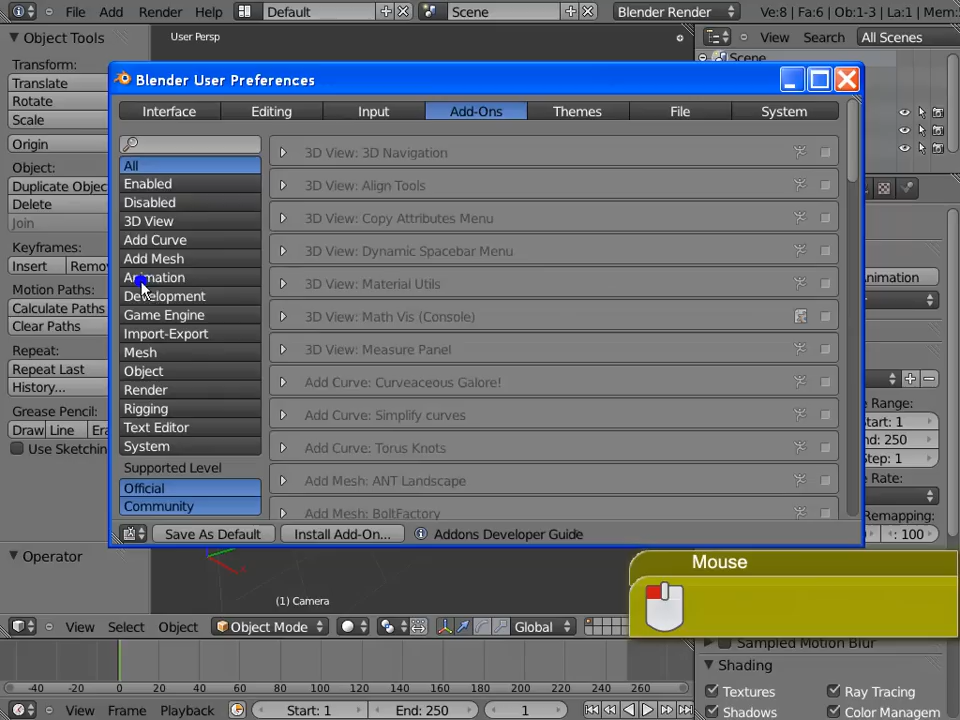 File Add Render Help Default Scene Blender Render Ve:8 | Fa:6 | Ob:1-3 | La:1 | Mem:
Object Tools
User Persp
View Search All Scenes
Scene
Transform:
Translate
Rotate
Scale
Origin
Object:
Duplicate Objec
Delete
Join
Keyframes:
Insert Remov
Motion Paths:
Calculate Paths
Clear Paths
Repeat:
Repeat Last
History...
Grease Pencil:
Draw Line Era
Use Sketchin
Operator
Blender User Preferences
Interface Editing Input Add-Ons Themes File System
All
Enabled
Disabled
3D View
Add Curve
Add Mesh
Animation
Development
Game Engine
Import-Export
Mesh
Object
Render
Rigging
Text Editor
System
Supported Level
Official
Community
3D View: 3D Navigation
3D View: Align Tools
3D View: Copy Attributes Menu
3D View: Dynamic Spacebar Menu
3D View: Material Utils
3D View: Math Vis (Console)
3D View: Measure Panel
Add Curve: Curveaceous Galore!
Add Curve: Simplify curves
Add Curve: Torus Knots
Add Mesh: ANT Landscape
Add Mesh: BoltFactory
Save As Default Install Add-On... Addons Developer Guide
Animation
Range:
Start: 1
nd: 250
Step: 1
Remapping:
: 100
Mouse
(1) Camera
View Select Object Object Mode Global
Sampled Motion Blur
Shading
Textures Ray Tracing
Shadows Color Managem
-40 -20 0 20 40 60 80 100 120 140 160 180 200 220 240 260
View Frame Playback Start: 1 End: 250 1